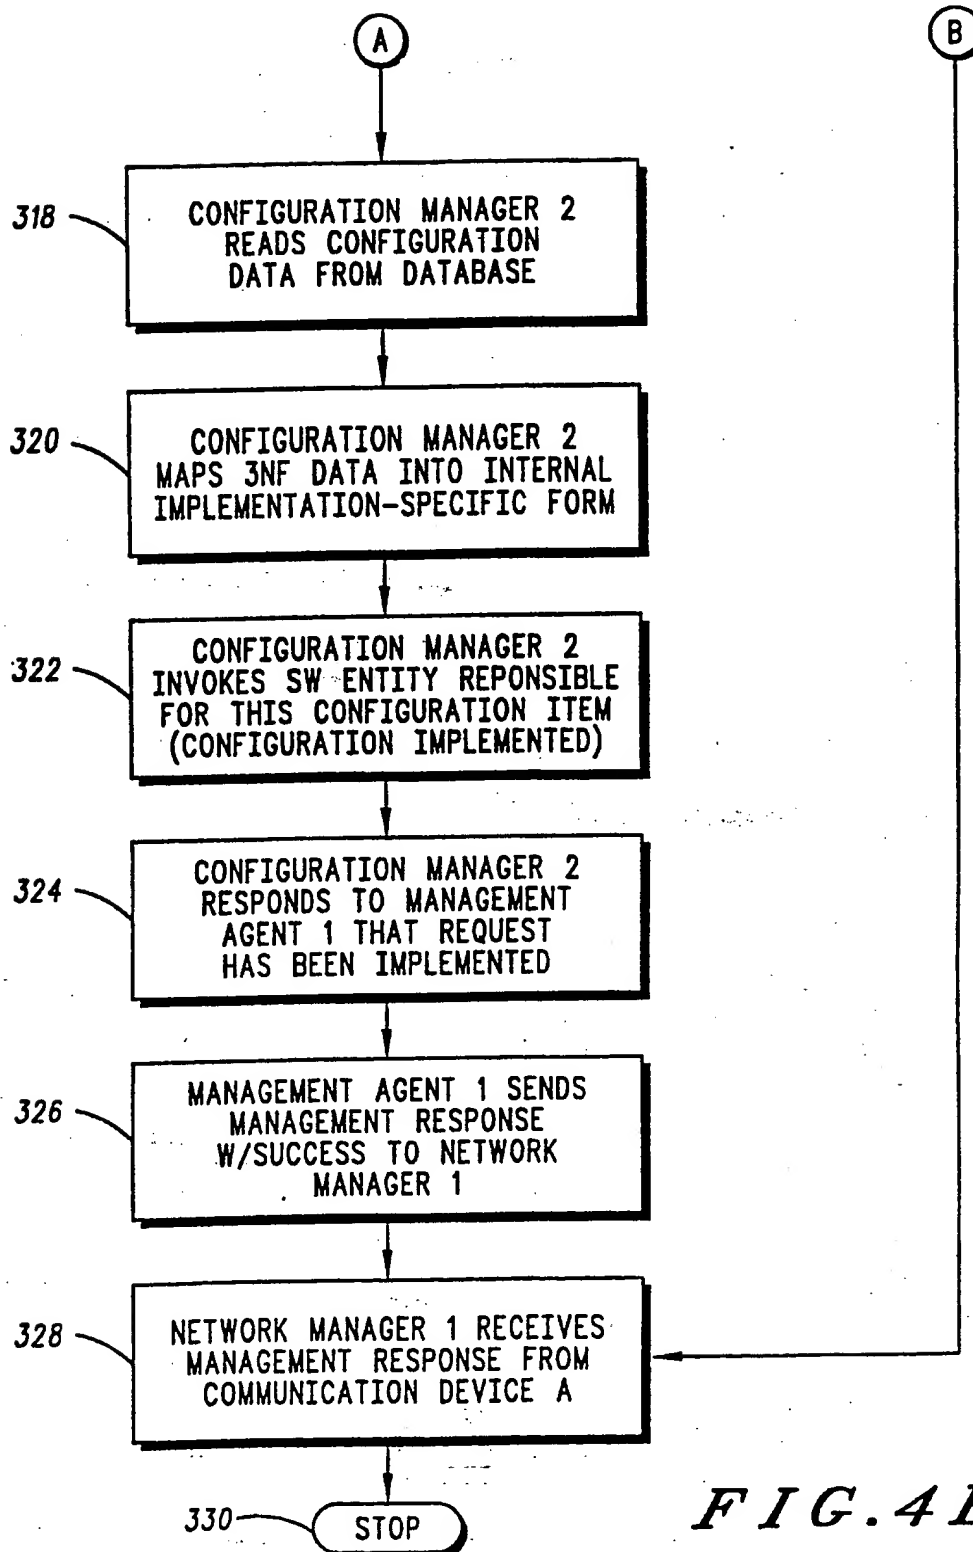 A
B
318
CONFIGURATION MANAGER 2
READS CONFIGURATION
DATA FROM DATABASE
320
CONFIGURATION MANAGER 2
MAPS 3NF DATA INTO INTERNAL
IMPLEMENTATION-SPECIFIC FORM
322
CONFIGURATION MANAGER 2
INVOKES SW ENTITY REPONSIBLE
FOR THIS CONFIGURATION ITEM
(CONFIGURATION IMPLEMENTED)
324
CONFIGURATION MANAGER 2
RESPONDS TO MANAGEMENT
AGENT 1 THAT REQUEST
HAS BEEN IMPLEMENTED
326
MANAGEMENT AGENT 1 SENDS
MANAGEMENT RESPONSE
W/SUCCESS TO NETWORK
MANAGER 1
328
NETWORK MANAGER 1 RECEIVES
MANAGEMENT RESPONSE FROM
COMMUNICATION DEVICE A
330
STOP
FIG.4